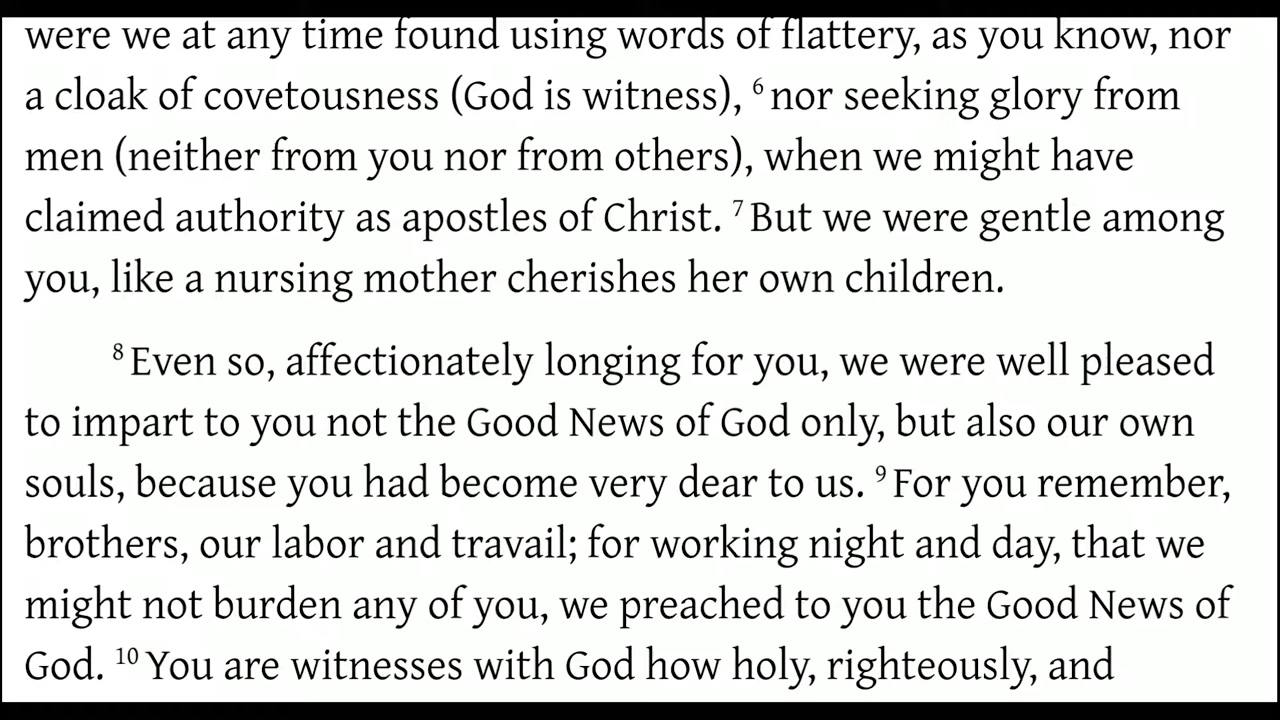 were we at any time found using words of flattery, as you know, nor
a cloak of covetousness (God is witness), 6 nor seeking glory from
men (neither from you nor from others), when we might have
claimed authority as apostles of Christ. 7 But we were gentle among
you, like a nursing mother cherishes her own children.
8 Even so, affectionately longing for you, we were well pleased
to impart to you not the Good News of God only, but also our own
souls, because you had become very dear to us. 9 For you remember,
brothers, our labor and travail; for working night and day, that we
might not burden any of you, we preached to you the Good News of
God. 10 You are witnesses with God how holy, righteously, and